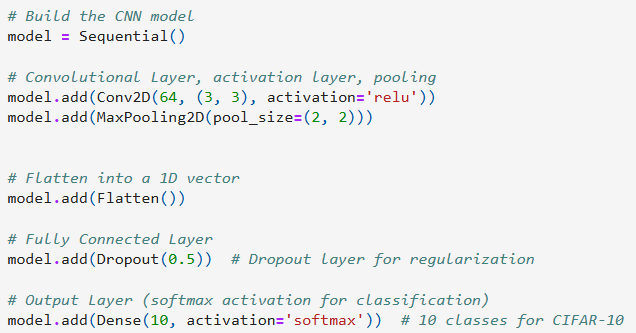 # Build the CNN model
model = Sequential()
# Convolutional Layer, activation layer, pooling
model.add(Conv2D(64, (3, 3), activation='relu'))
model.add(MaxPooling2D(pool_size=(2, 2)))
# Flatten into a 1D vector
model.add(Flatten())
# Fully Connected Layer
model.add(Dropout(0.5))  # Dropout layer for regularization
# Output Layer (softmax activation for classification)
model.add(Dense(10, activation='softmax'))  # 10 classes for CIFAR-10